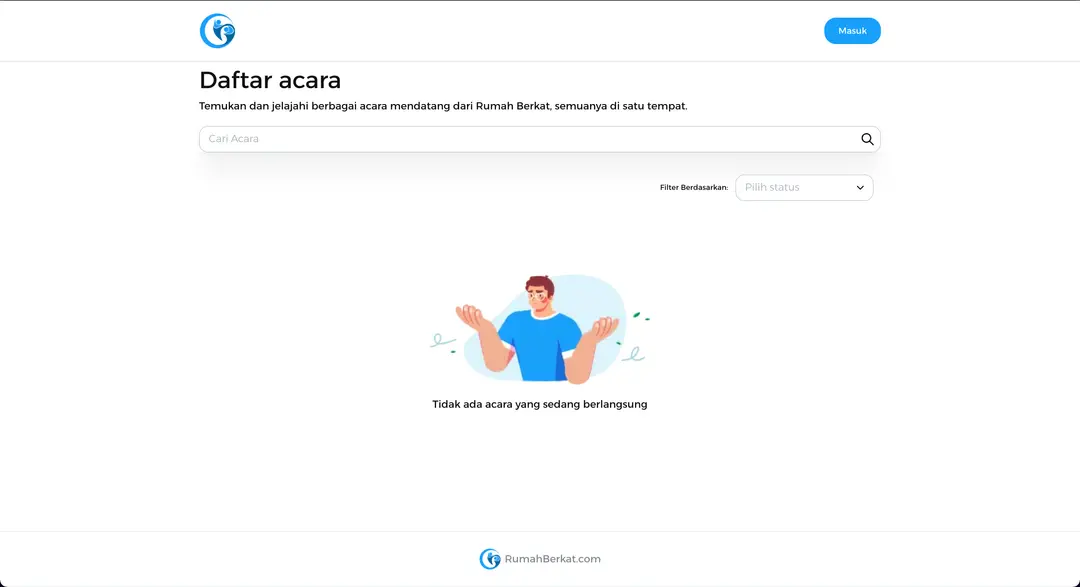 Masuk
Daftar acara
Temukan dan jelajahi berbagai acara mendatang dari Rumah Berkat, semuanya di satu tempat.
Cari Acara
Filter Berdasarkan:
Pilih status
Tidak ada acara yang sedang berlangsung
RumahBerkat.com